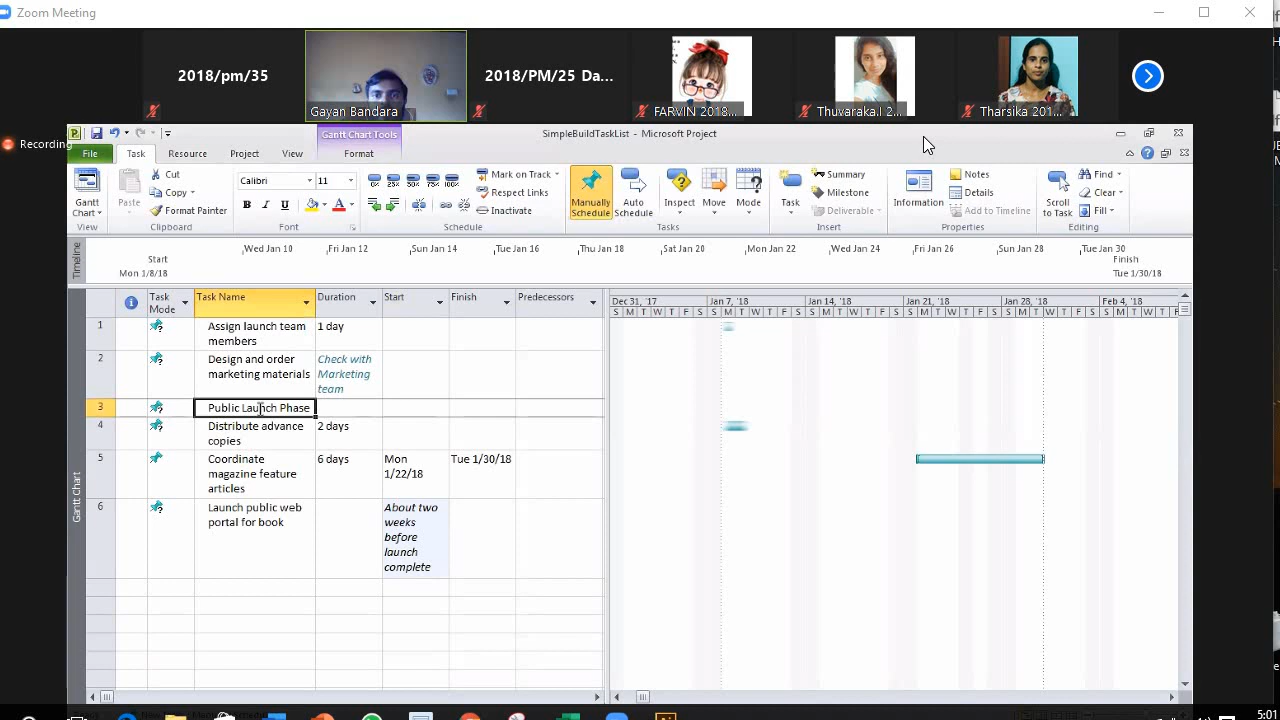 Zoom Meeting
2018/pm/35
Gayan Bandara
2018/PM/25 Da...
FARVIN 2018...
Thuvaraka.I 2...
Tharsika 201...
Recording
Gantt Chart Tools
SimpleBuildTaskList - Microsoft Project
File Task Resource Project View Format
Gantt Chart
View
Paste
Cut
Copy
Format Painter
Clipboard
Calibri 11
B I U A
Font
0% 25% 50% 75% 100%
Mark on Track
Respect Links
Inactivate
Schedule
Manually Schedule
Auto Schedule
Inspect
Move
Mode
Tasks
Task
Summary
Milestone
Deliverable
Insert
Information
Notes
Details
Add to Timeline
Properties
Scroll to Task
Find
Clear
Fill
Editing
Timeline
Wed Jan 10 Fri Jan 12 Sun Jan 14 Tue Jan 16 Thu Jan 18 Sat Jan 20 Mon Jan 22 Wed Jan 24 Fri Jan 26 Sun Jan 28 Tue Jan 30
Start
Mon 1/8/18
Finish
Tue 1/30/18
Task Mode Task Name Duration Start Finish Predecessors
Dec 31, '17 Jan 7, '18 Jan 14, '18 Jan 21, '18 Jan 28, '18 Feb 4, '18
S M T W T F S S M T W T F S S M T W T F S S M T W T F S S M T W T F S S M T W T F
1 Assign launch team members 1 day
2 Design and order marketing materials Check with Marketing team
3 Public Launch Phase
4 Distribute advance copies 2 days
5 Coordinate magazine feature articles 6 days Mon 1/22/18 Tue 1/30/18
6 Launch public web portal for book About two weeks before launch complete
Gantt Chart
5:01